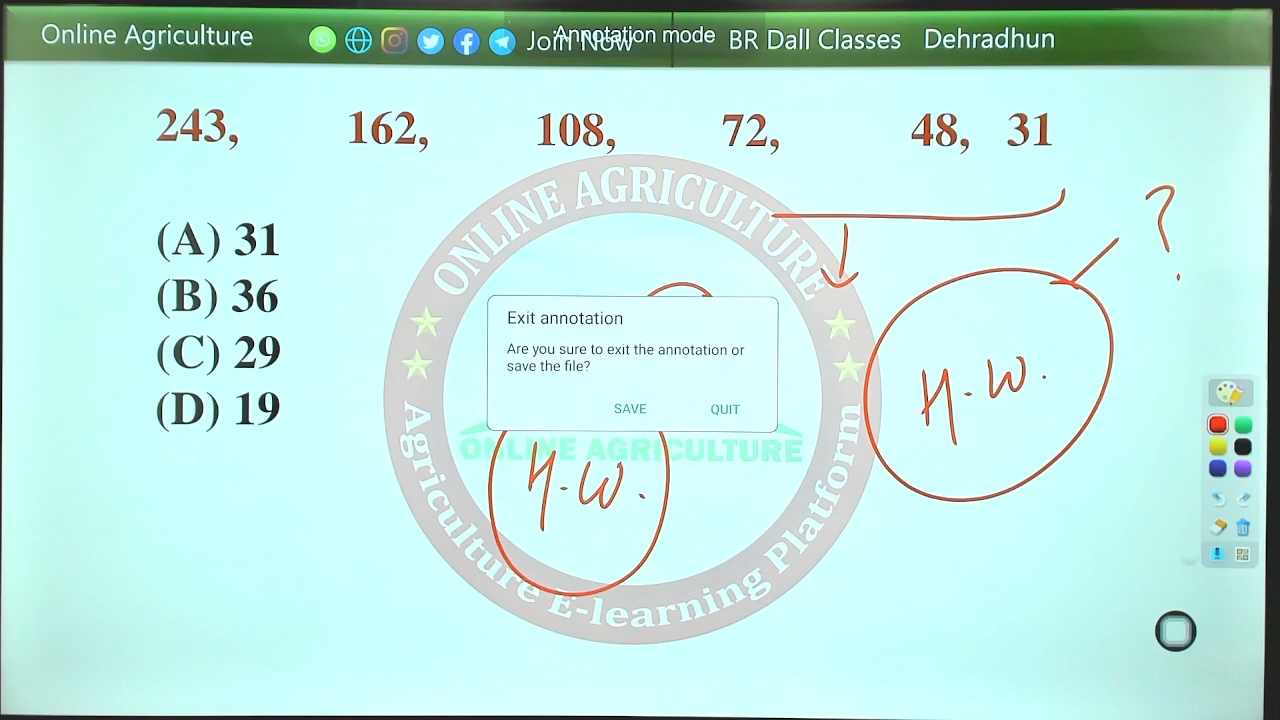 Online Agriculture
Join Now
Annotation mode
BR Dall Classes Dehradhun
243, 162, 108, 72, 48, 31
(A) 31
(B) 36
(C) 29
(D) 19
?
H.W.
H.W.
Exit annotation
Are you sure to exit the annotation or
save the file?
SAVE QUIT
ONLINE AGRICULTURE
ONLINE AGRICULTURE
Agriculture E-learning Platform